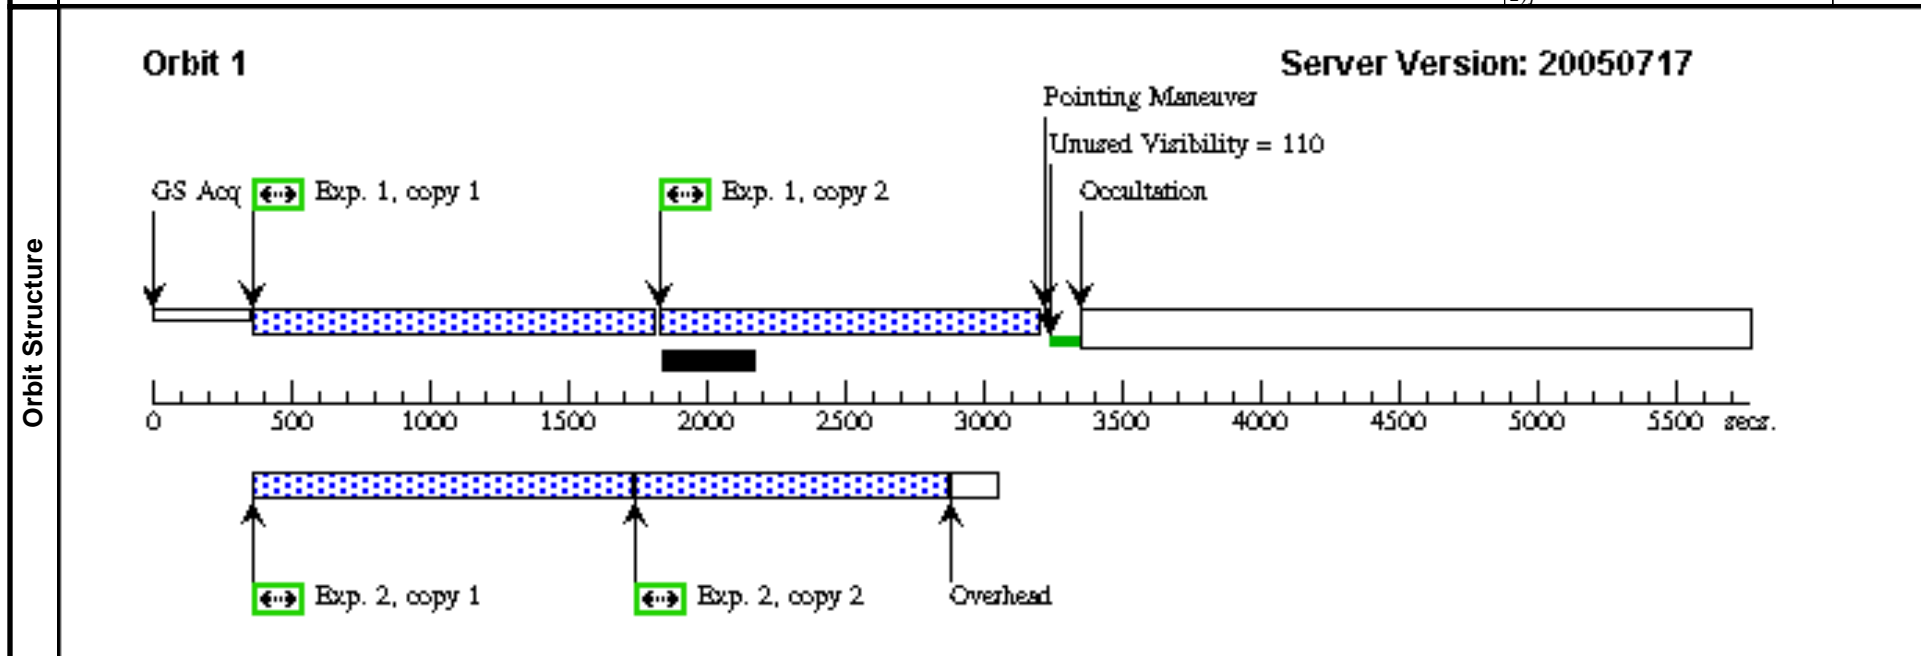 Orbit Structure
Orbit 1
Server Version: 20050717
Pointing Maneuver
Unused Visibility = 110
GS Acq
Exp. 1, copy 1
Exp. 1, copy 2
Occultation
0 500 1000 1500 2000 2500 3000 3500 4000 4500 5000 5500 secs.
Exp. 2, copy 1
Exp. 2, copy 2
Overhead